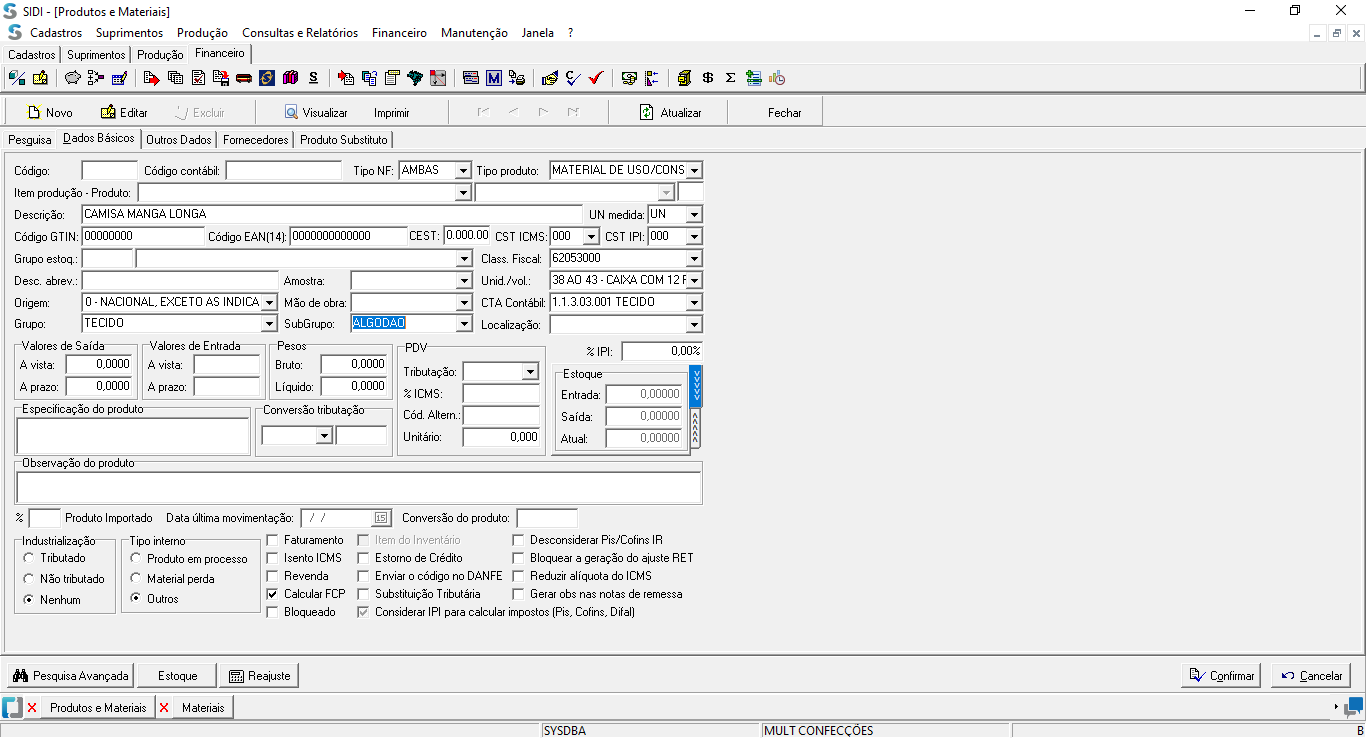 SIDI - [Produtos e Materiais]
Cadastros Suprimentos Produção Consultas e Relatórios Financeiro Manutenção Janela ?
Cadastros Suprimentos Produção Financeiro
Novo Editar Excluir Visualizar Imprimir Atualizar Fechar
Pesquisa Dados Básicos Outros Dados Fornecedores Produto Substituto
Código: Código contábil: Tipo NF: AMBAS Tipo produto: MATERIAL DE USO/CONS
Item produção - Produto:
Descrição: CAMISA MANGA LONGA UN medida: UN
Código GTIN: 00000000 Código EAN(14): 0000000000000 CEST: 0.000.00 CST ICMS: 000 CST IPI: 000
Grupo estoq.: Class. Fiscal: 62053000
Desc. abrev.: Amostra: Unid./vol.: 38 AO 43 - CAIXA COM 12 F
Origem: 0 - NACIONAL, EXCETO AS INDICA Mão de obra: CTA Contábil: 1.1.3.03.001 TECIDO
Grupo: TECIDO SubGrupo: ALGODAO Localização:
Valores de Saída Valores de Entrada Pesos PDV % IPI: 0,00%
A vista: 0,0000 A vista: Bruto: 0,0000 Tributação: Estoque
A prazo: 0,0000 A prazo: Líquido: 0,0000 % ICMS: Entrada: 0,00000
Especificação do produto Conversão tributação Cód. Altern.: Saída: 0,00000
Unitário: 0,000 Atual: 0,00000
Observação do produto
% Produto Importado Data última movimentação: / / 15 Conversão do produto:
Industrialização Tipo interno Faturamento Item do Inventário Desconsiderar Pis/Cofins IR
Tributado Produto em processo Isento ICMS Estorno de Crédito Bloquear a geração do ajuste RET
Não tributado Material perda Revenda Enviar o código no DANFE Reduzir alíquota do ICMS
Nenhum Outros Calcular FCP Substituição Tributária Gerar obs nas notas de remessa
Bloqueado Considerar IPI para calcular impostos (Pis, Cofins, Difal)
Pesquisa Avançada Estoque Reajuste Confirmar Cancelar
Produtos e Materiais Materiais
SYSDBA MULT CONFECÇÕES B